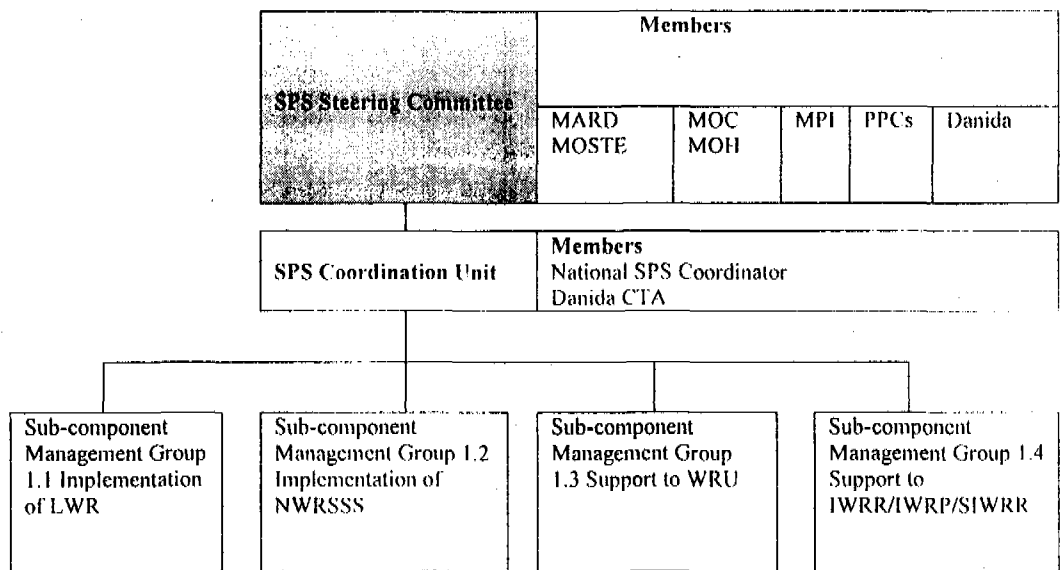 Members
SPS Steering Committee
MARD
MOSTE
MOC
MOH
MPI
PPCs
Danida
SPS Coordination Unit
Members
National SPS Coordinator
Danida CTA
Sub-component
Management Group
1.1 Implementation
of LWR
Sub-component
Management Group 1.2
Implementation of
NWRSSS
Sub-component
Management Group
1.3 Support to WRU
Sub-component
Management Group 1.4
Support to
IWRR/IWRP/SIWRR